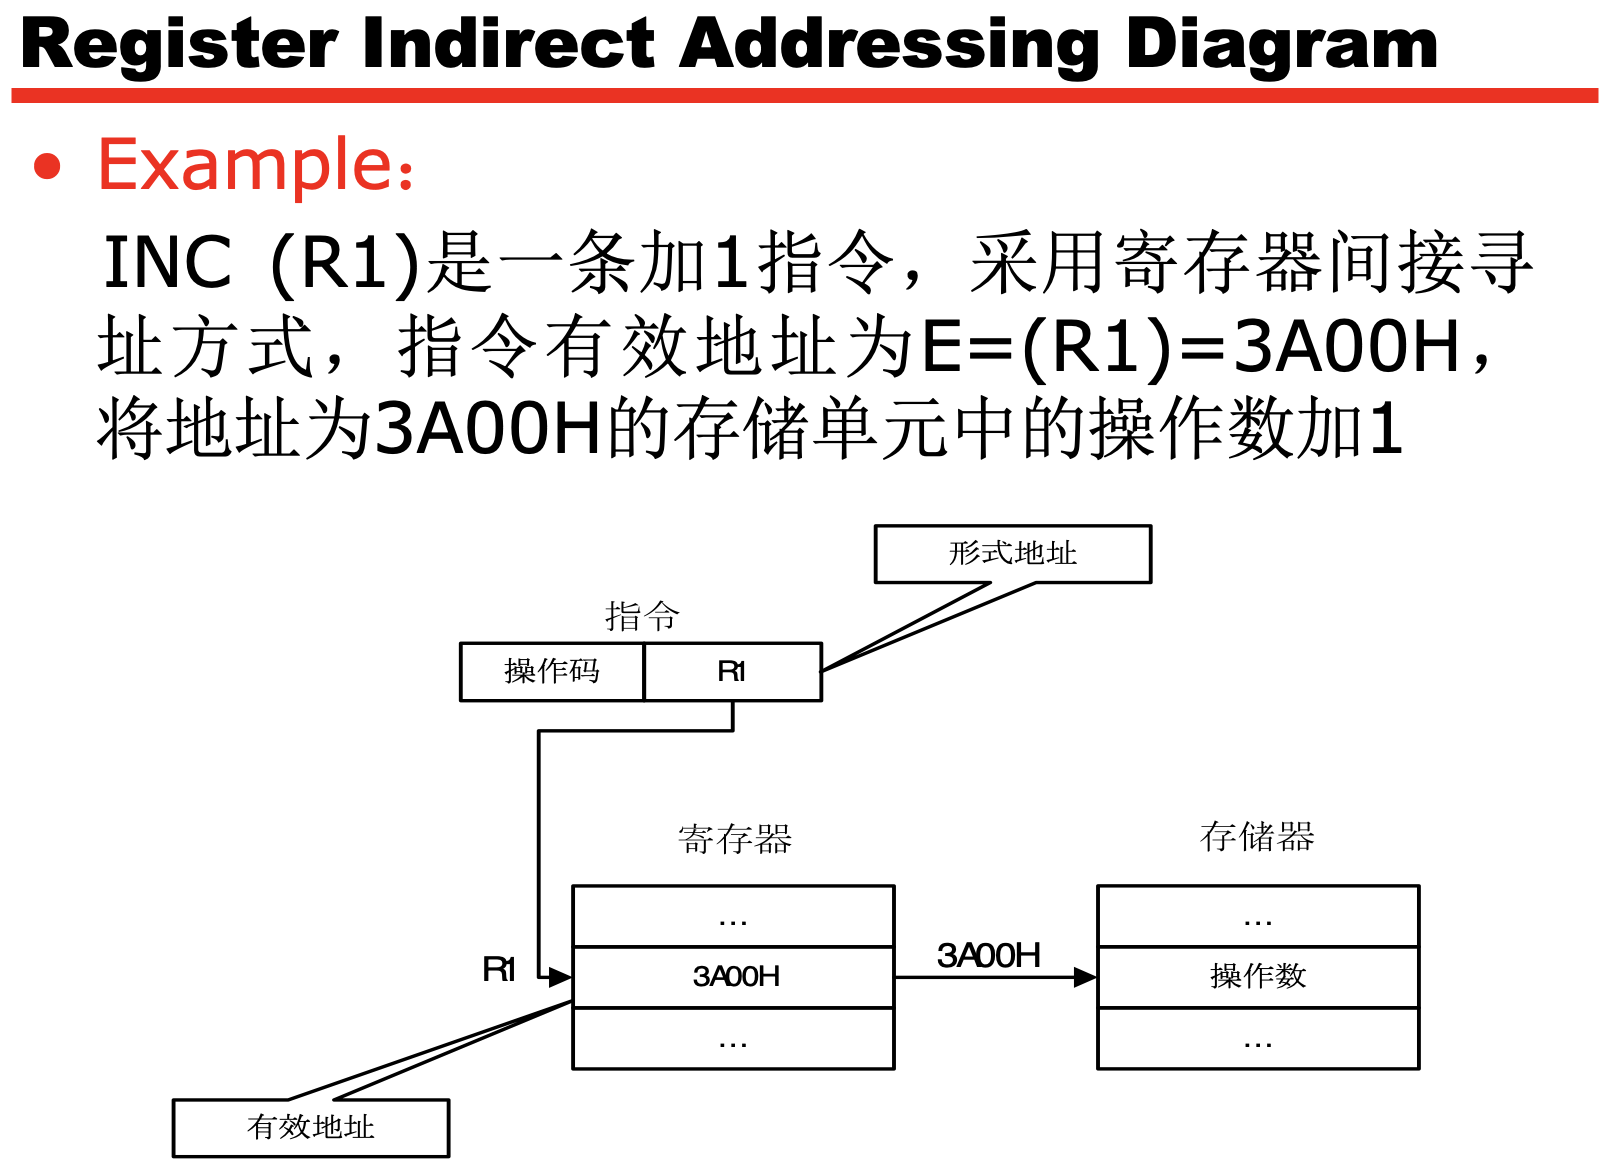 Register Indirect Addressing Diagram
• Example：
INC (R1)是一条加1指令，采用寄存器间接寻
址方式，指令有效地址为E=(R1)=3A00H，
将地址为3A00H的存储单元中的操作数加1
形式地址
指令
操作码 R1
寄存器 存储器
... ...
R1 3A00H 3A00H 操作数
... ...
有效地址